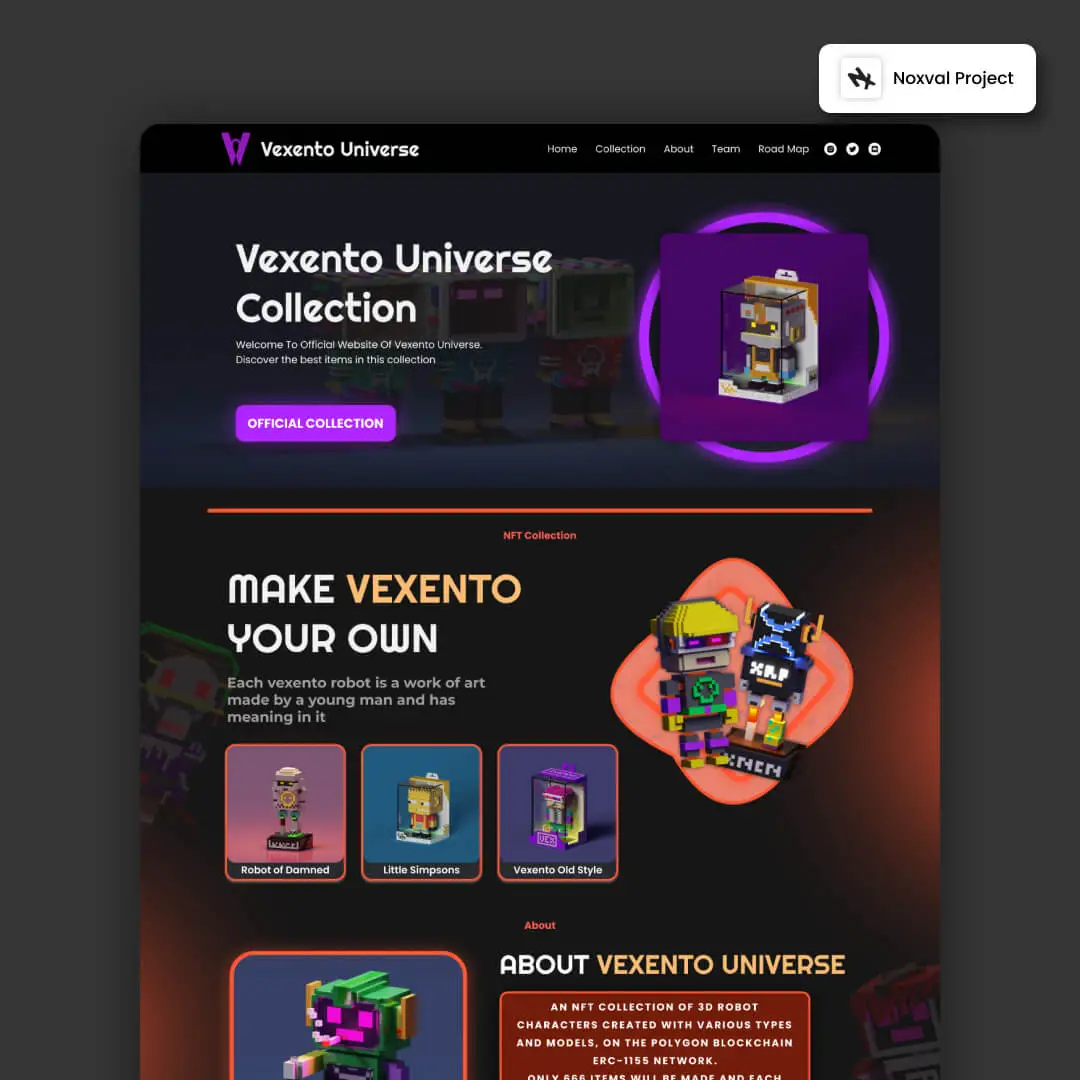 Noxval Project
Vexento Universe
Home Collection About Team Road Map
Vexento Universe
Collection
Welcome To Official Website Of Vexento Universe.
Discover the best items in this collection
OFFICIAL COLLECTION
NFT Collection
MAKE VEXENTO
YOUR OWN
Each vexento robot is a work of art
made by a young man and has
meaning in it
XRP
VEX
Robot of Damned
Little Simpsons
Vexento Old Style
About
ABOUT VEXENTO UNIVERSE
AN NFT COLLECTION OF 3D ROBOT
CHARACTERS CREATED WITH VARIOUS TYPES
AND MODELS, ON THE POLYGON BLOCKCHAIN
ERC-1155 NETWORK.
ONLY 666 ITEMS WILL BE MADE AND EACH